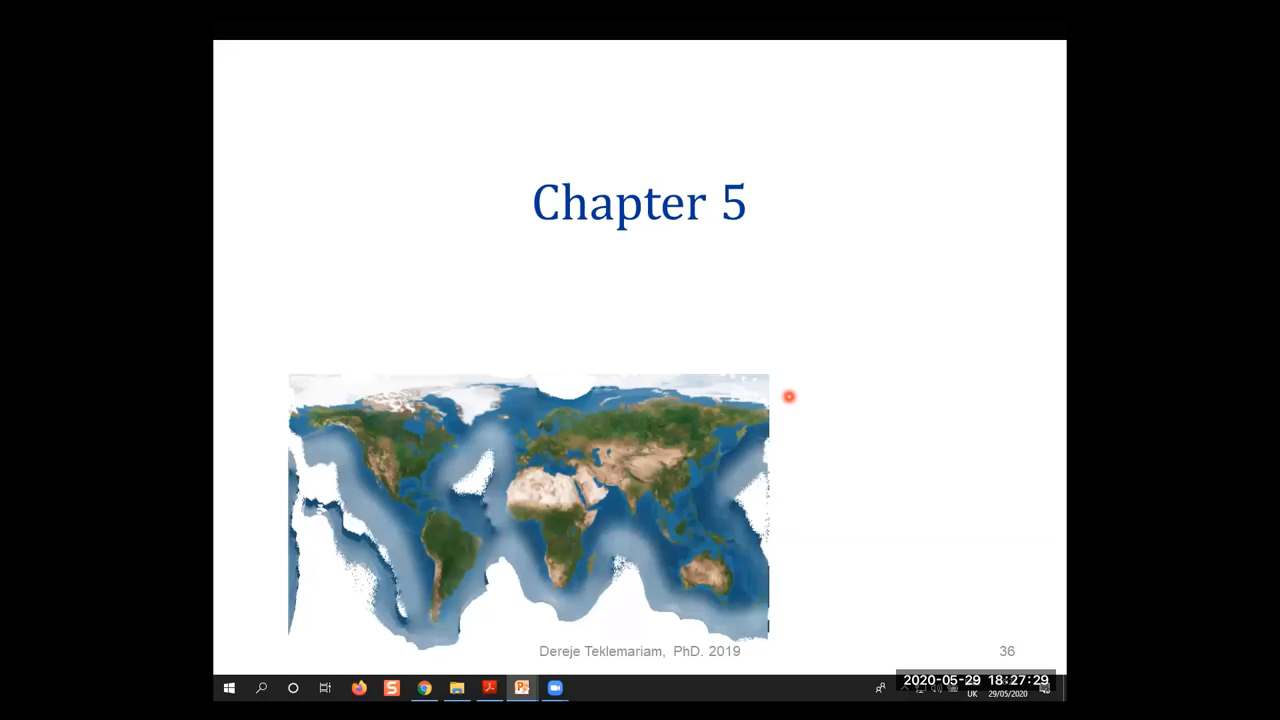 Chapter 5
Dereje Teklemariam, PhD. 2019
36
2020-05-29 18:27:29
UK
29/05/2020